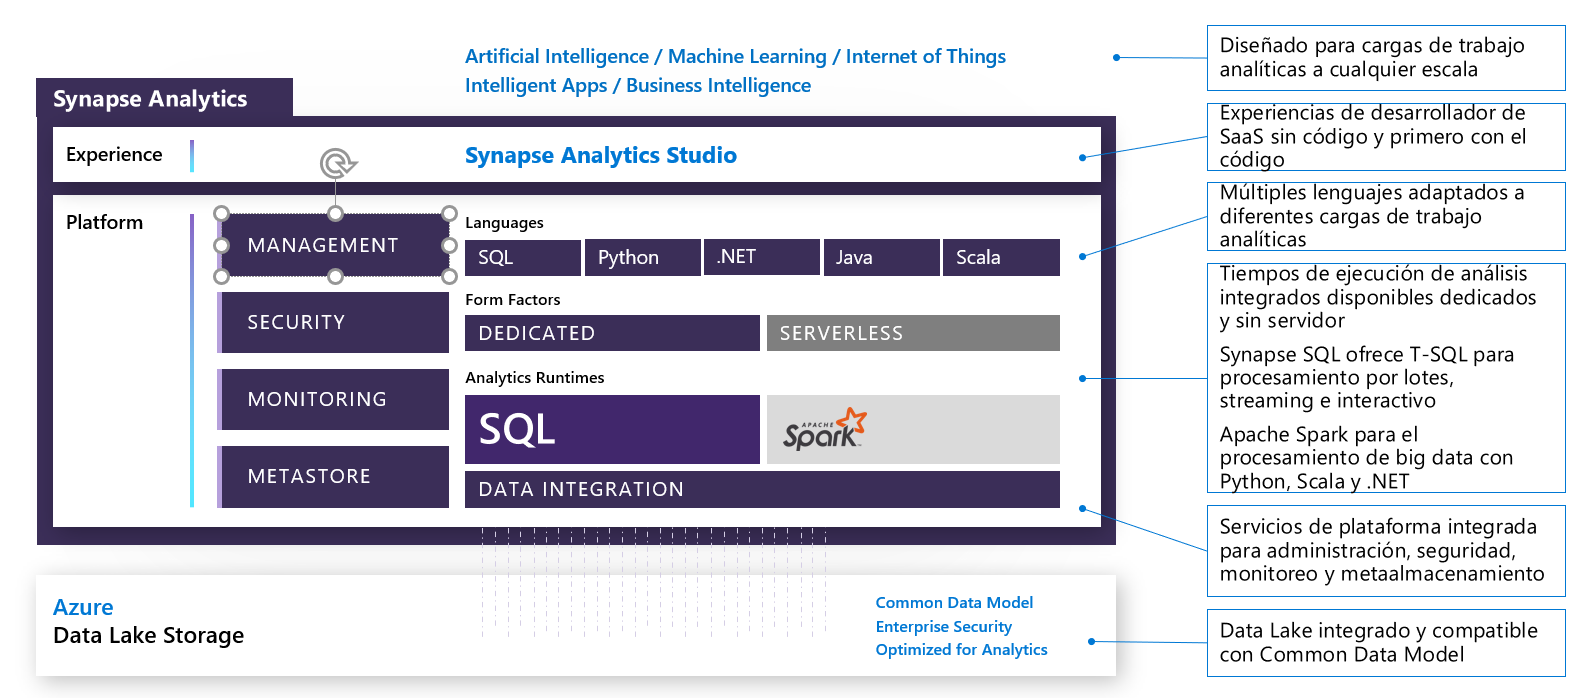 Artificial Intelligence / Machine Learning / Internet of Things
Intelligent Apps / Business Intelligence
Synapse Analytics
Experience
Synapse Analytics Studio
Platform
MANAGEMENT
SECURITY
MONITORING
METASTORE
Languages
SQL
Python
.NET
Java
Scala
Form Factors
DEDICATED
SERVERLESS
Analytics Runtimes
SQL
APACHE
Spark
DATA INTEGRATION
Azure
Data Lake Storage
Common Data Model
Enterprise Security
Optimized for Analytics
Diseñado para cargas de trabajo
analíticas a cualquier escala
Experiencias de desarrollador de
SaaS sin código y primero con el
código
Múltiples lenguajes adaptados a
diferentes cargas de trabajo
analíticas
Tiempos de ejecución de análisis
integrados disponibles dedicados
y sin servidor
Synapse SQL ofrece T-SQL para
procesamiento por lotes,
streaming e interactivo
Apache Spark para el
procesamiento de big data con
Python, Scala y .NET
Servicios de plataforma integrada
para administración, seguridad,
monitoreo y metaalmacenamiento
Data Lake integrado y compatible
con Common Data Model